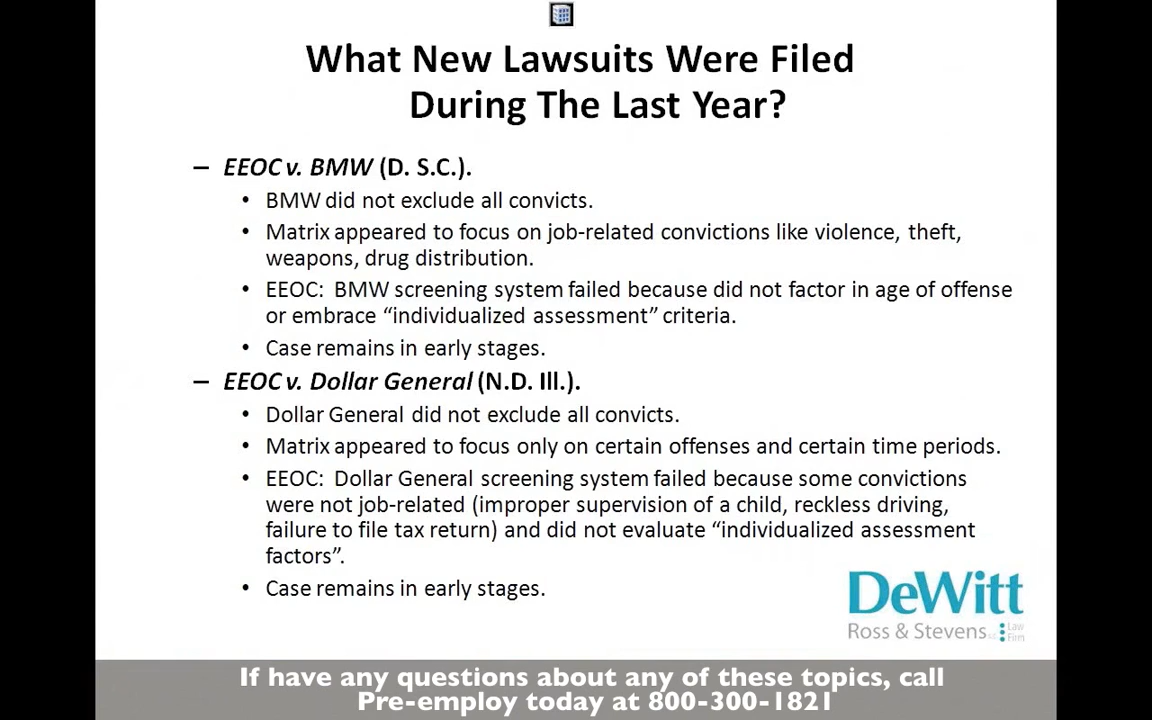 What New Lawsuits Were Filed
During The Last Year?
– EEOC v. BMW (D. S.C.).
• BMW did not exclude all convicts.
• Matrix appeared to focus on job-related convictions like violence, theft,
weapons, drug distribution.
• EEOC: BMW screening system failed because did not factor in age of offense
or embrace “individualized assessment” criteria.
• Case remains in early stages.
– EEOC v. Dollar General (N.D. Ill.).
• Dollar General did not exclude all convicts.
• Matrix appeared to focus only on certain offenses and certain time periods.
• EEOC: Dollar General screening system failed because some convictions
were not job-related (improper supervision of a child, reckless driving,
failure to file tax return) and did not evaluate “individualized assessment
factors”.
• Case remains in early stages.
DeWitt
Ross & Stevens
Law
Firm
If have any questions about any of these topics, call
Pre-employ today at 800-300-1821